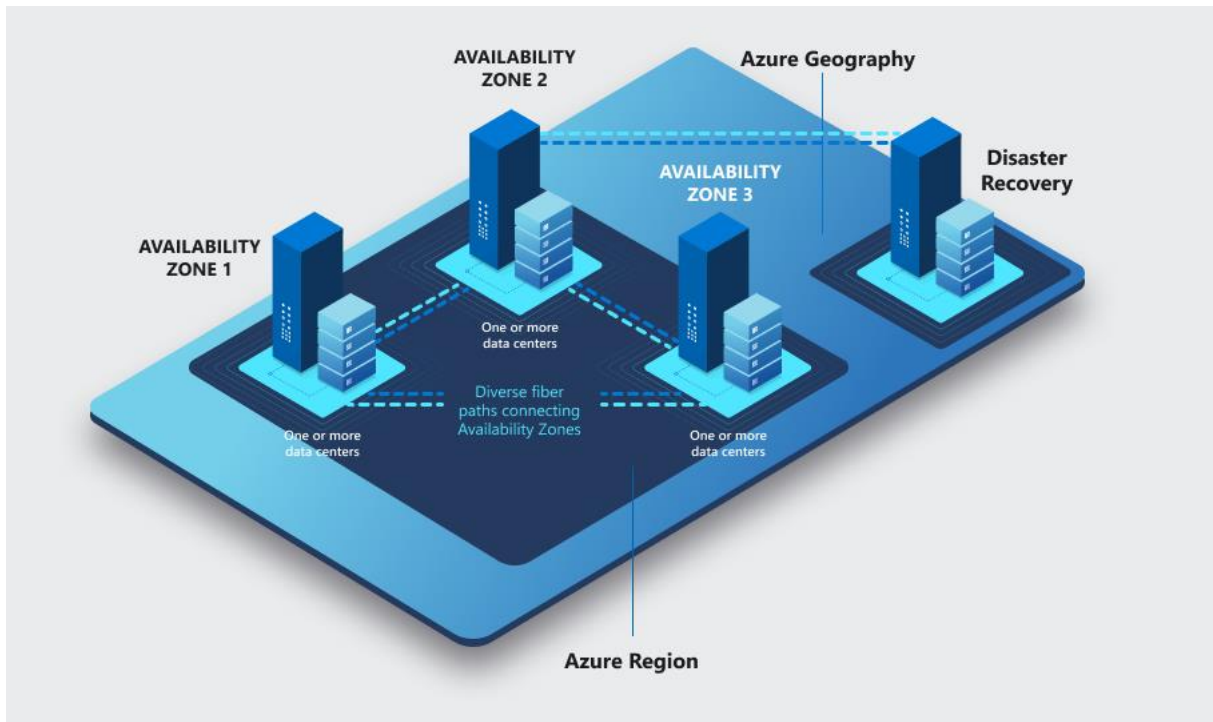 AVAILABILITY
ZONE 2
Azure Geography
Disaster
Recovery
AVAILABILITY
ZONE 3
AVAILABILITY
ZONE 1
One or more
data centers
Diverse fiber
paths connecting
Availability Zones
One or more
data centers
One or more
data centers
Azure Region